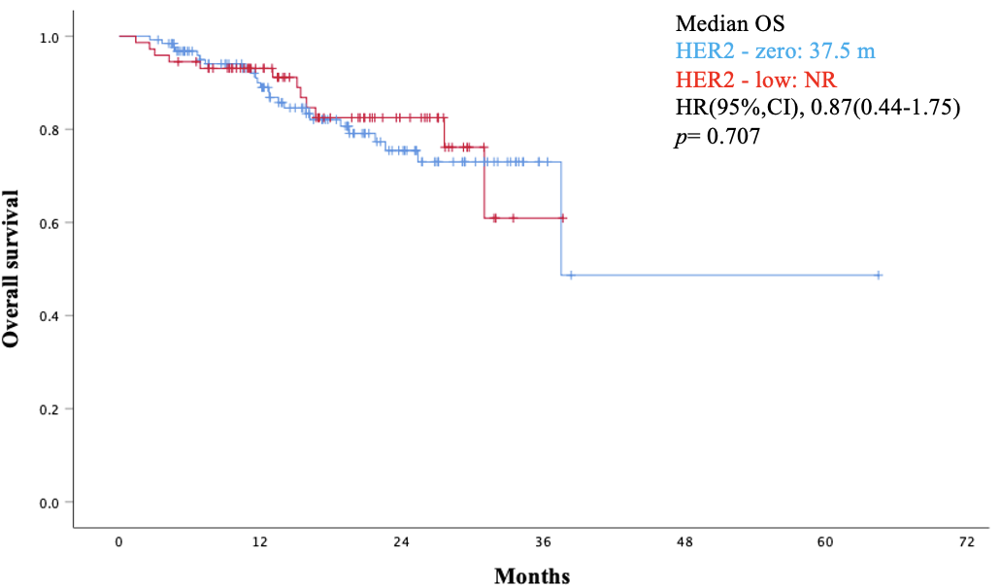 Median OS
HER2 - zero: 37.5 m
HER2 - low: NR
HR(95%,CI), 0.87(0.44-1.75)
p= 0.707
Overall survival
1.0
0.8
0.6
0.4
0.2
0.0
0 12 24 36 48 60 72
Months